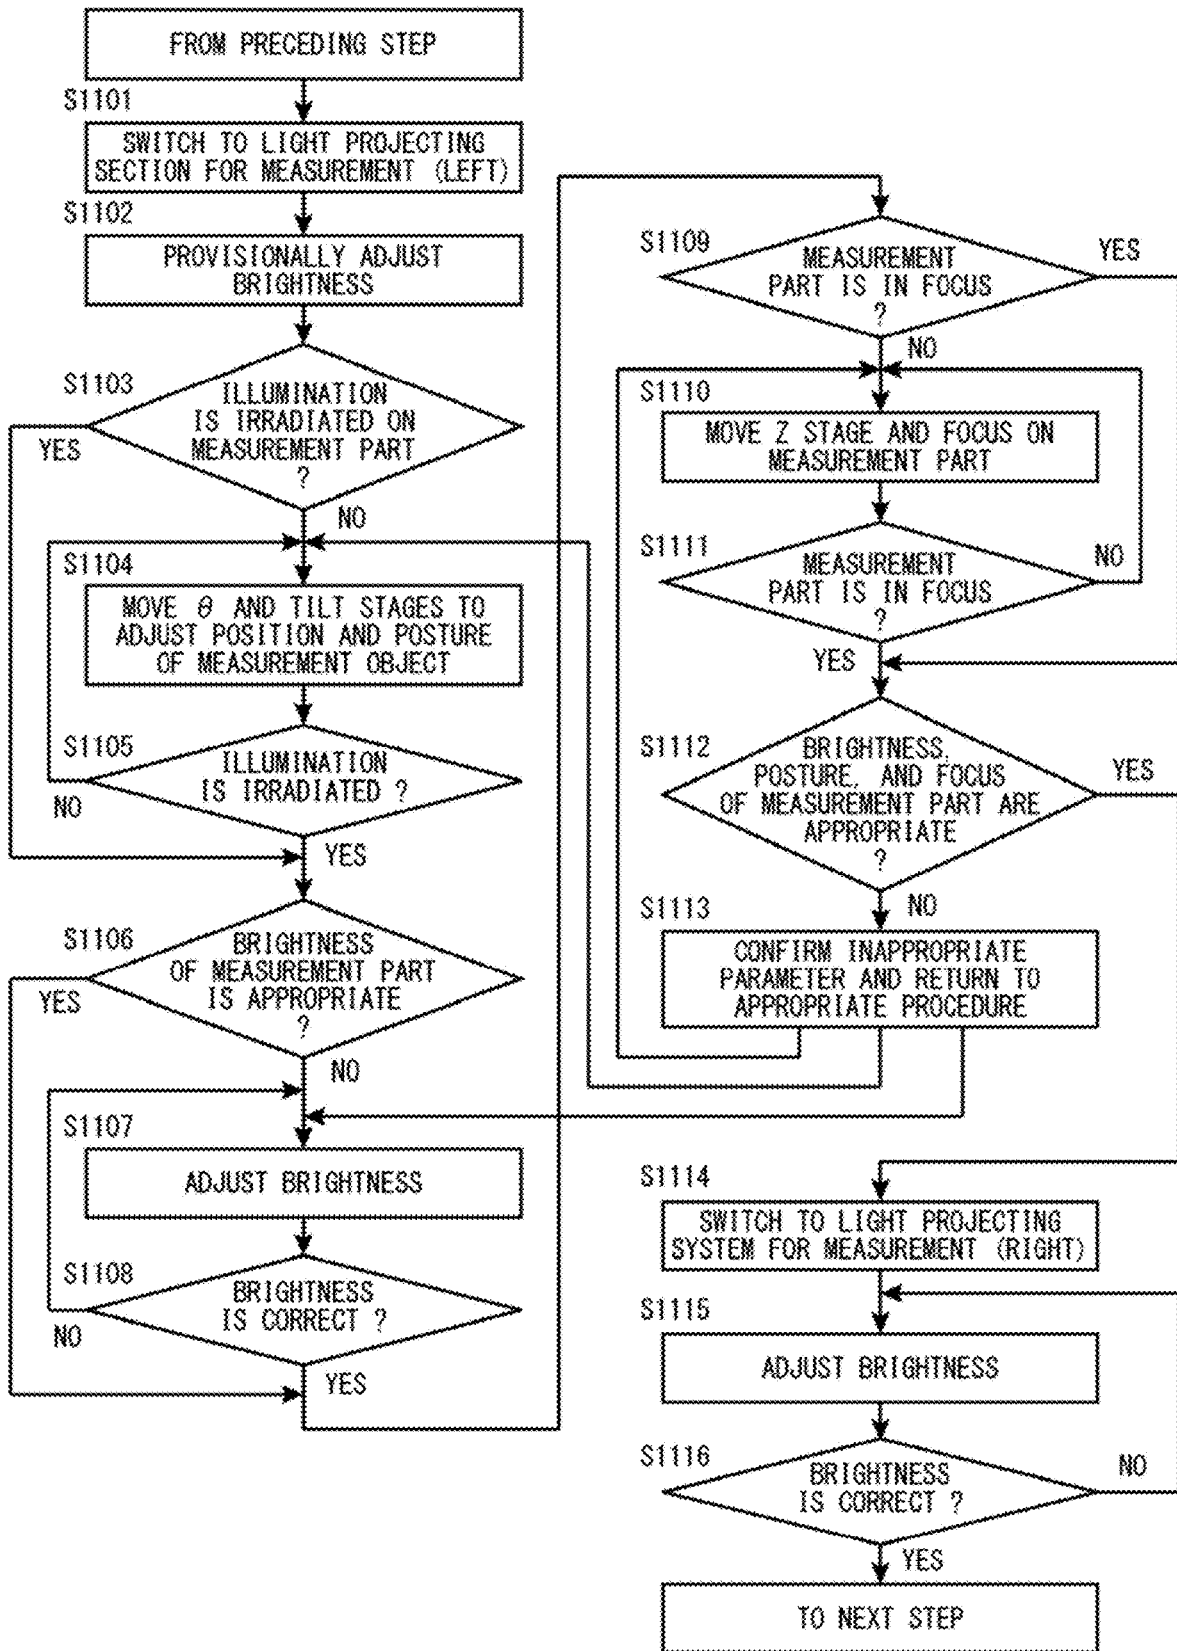 FROM PRECEDING STEP
S1101
SWITCH TO LIGHT PROJECTING
SECTION FOR MEASUREMENT (LEFT)
S1102
PROVISIONALLY ADJUST
BRIGHTNESS
S1103
ILLUMINATION
IS IRRADIATED ON
MEASUREMENT PART
?
YES
NO
S1104
MOVE θ AND TILT STAGES TO
ADJUST POSITION AND POSTURE
OF MEASUREMENT OBJECT
S1105
ILLUMINATION
IS IRRADIATED ?
NO
YES
S1106
BRIGHTNESS
OF MEASUREMENT PART
IS APPROPRIATE
?
YES
NO
S1107
ADJUST BRIGHTNESS
S1108
BRIGHTNESS
IS CORRECT ?
NO
YES
S1109
MEASUREMENT
PART IS IN FOCUS
?
YES
NO
S1110
MOVE Z STAGE AND FOCUS ON
MEASUREMENT PART
S1111
MEASUREMENT
PART IS IN FOCUS
?
NO
YES
S1112
BRIGHTNESS,
POSTURE, AND FOCUS
OF MEASUREMENT PART ARE
APPROPRIATE
?
YES
NO
S1113
CONFIRM INAPPROPRIATE
PARAMETER AND RETURN TO
APPROPRIATE PROCEDURE
S1114
SWITCH TO LIGHT PROJECTING
SYSTEM FOR MEASUREMENT (RIGHT)
S1115
ADJUST BRIGHTNESS
S1116
BRIGHTNESS
IS CORRECT ?
NO
YES
TO NEXT STEP